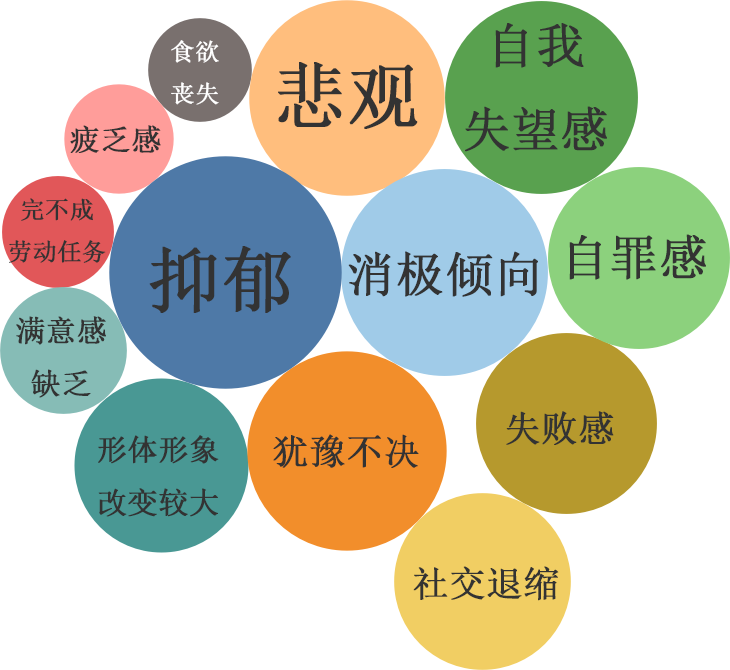 食欲
丧失
悲观
自我
失望感
疲乏感
完不成
劳动任务
抑郁
消极倾向
自罪感
满意感
缺乏
形体形象
改变较大
犹豫不决
失败感
社交退缩